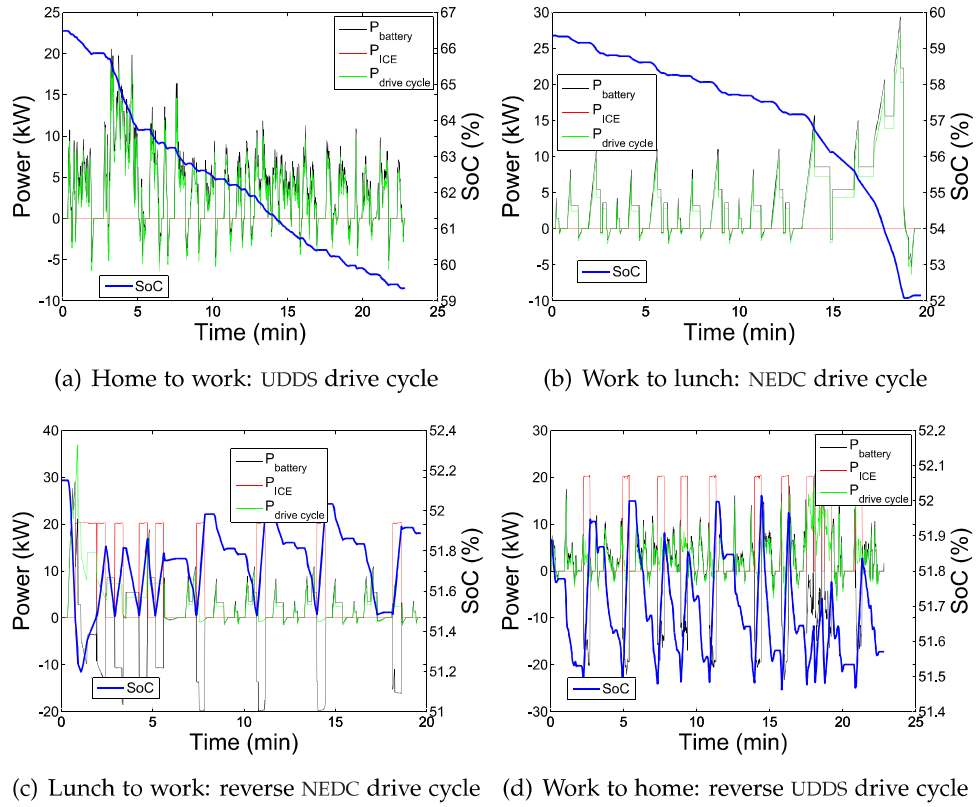 25
20
15
10
5
0
-5
-10
Power (kW)
67
66
65
64
63
62
61
60
59
SoC (%)
P battery
P ICE
P drive cycle
SoC
0 5 10 15 20 25
Time (min)
(a) Home to work: UDDS drive cycle
30
25
20
15
10
5
0
-5
-10
Power (kW)
60
59
58
57
56
55
54
53
52
SoC (%)
P battery
P ICE
P drive cycle
SoC
0 5 10 15 20
Time (min)
(b) Work to lunch: NEDC drive cycle
40
30
20
10
0
-10
-20
Power (kW)
52.4
52.2
52
51.8
51.6
51.4
51.2
51
SoC (%)
P battery
P ICE
P drive cycle
SoC
0 5 10 15 20
Time (min)
(c) Lunch to work: reverse NEDC drive cycle
30
20
10
0
-10
-20
-30
Power (kW)
52.2
52.1
52
51.9
51.8
51.7
51.6
51.5
51.4
SoC (%)
P battery
P ICE
P drive cycle
SoC
0 5 10 15 20 25
Time (min)
(d) Work to home: reverse UDDS drive cycle